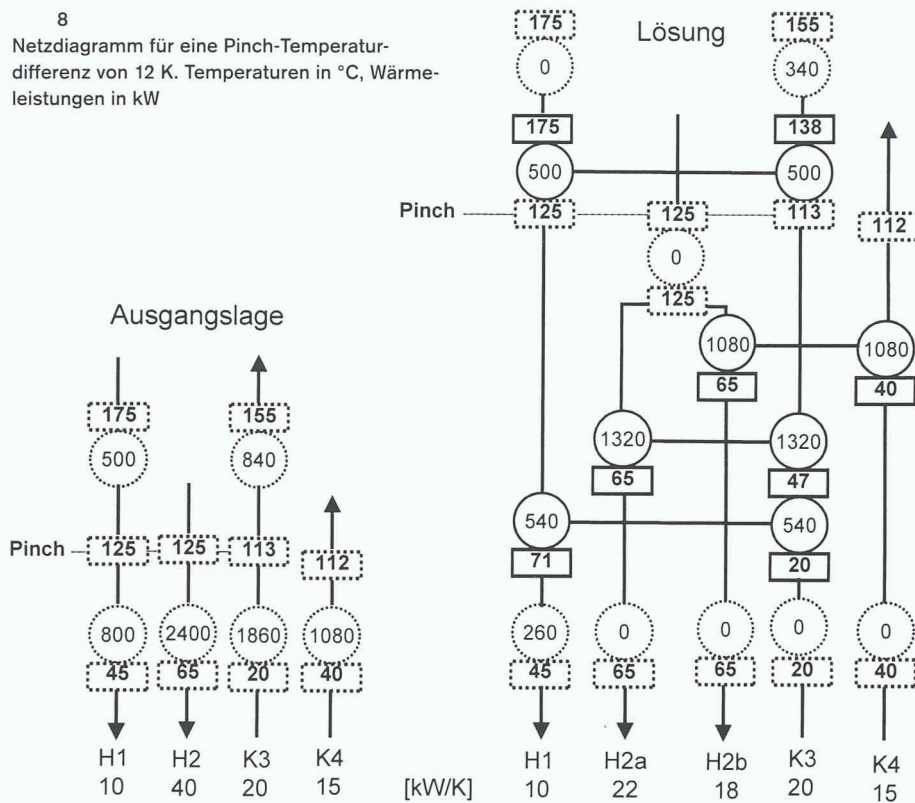 8
Netzdiagramm für eine Pinch-Temperatur-
differenz von 12 K. Temperaturen in °C, Wärme-
leistungen in kW
Ausgangslage
175 155
500 840
Pinch 125 125 113 112
800 2400 1860 1080
45 65 20 40
H1 H2 K3 K4
10 40 20 15
Lösung
175 155
0 340
175 138
500 500
Pinch 125 125 113 112
0
125
1080 1080
65 40
1320 1320
65 47
540 540
71 20
260 0 0 0 0
45 65 65 20 40
H1 H2a H2b K3 K4
[kW/K] 10 22 18 20 15